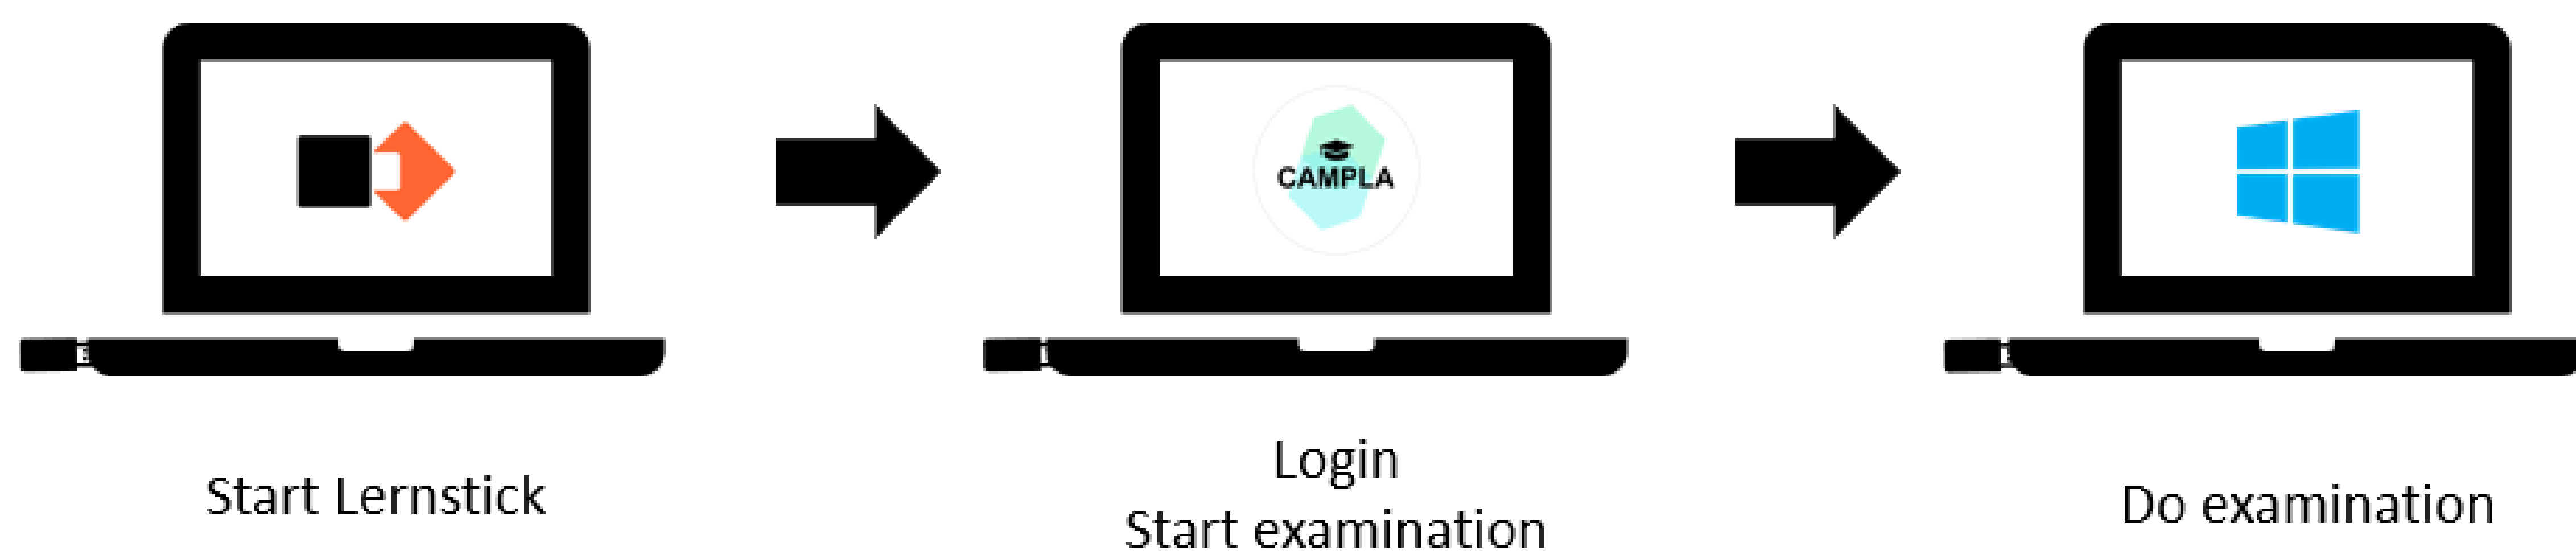 CAMPLA
Start Lernstick
Login
Start examination
Do examination